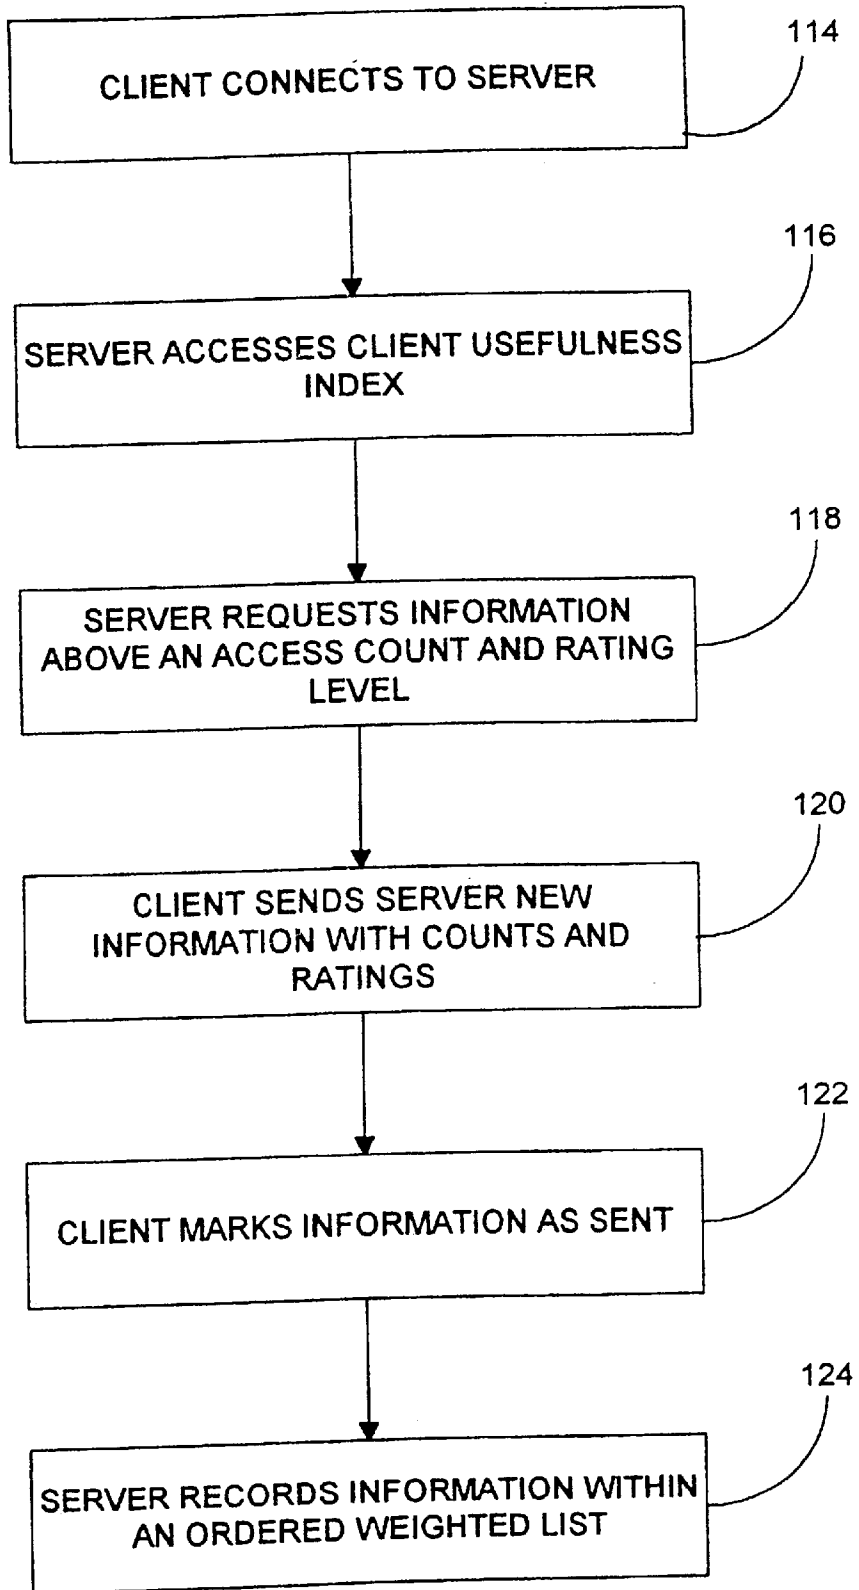 114
CLIENT CONNECTS TO SERVER
116
SERVER ACCESSES CLIENT USEFULNESS
INDEX
118
SERVER REQUESTS INFORMATION
ABOVE AN ACCESS COUNT AND RATING
LEVEL
120
CLIENT SENDS SERVER NEW
INFORMATION WITH COUNTS AND
RATINGS
122
CLIENT MARKS INFORMATION AS SENT
124
SERVER RECORDS INFORMATION WITHIN
AN ORDERED WEIGHTED LIST